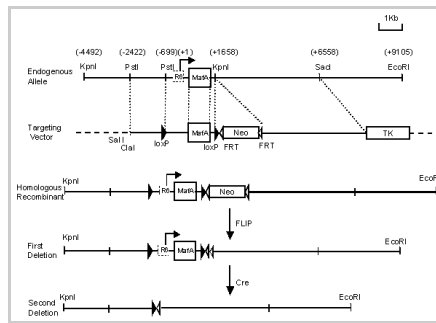 1Kb
(-4492) (-2422) (-699)(+1) (+1658) (+6558) (+9105)
KpnI PstI PstI KpnI SacI EcoRI
Endogenous Allele R6 MafA
Targeting Vector MafA Neo TK
SalI ClaI loxP loxP FRT FRT
Homologous Recombinant KpnI R6 MafA Neo EcoRI
FLIP
First Deletion KpnI R6 MafA EcoRI
Cre
Second Deletion KpnI EcoRI